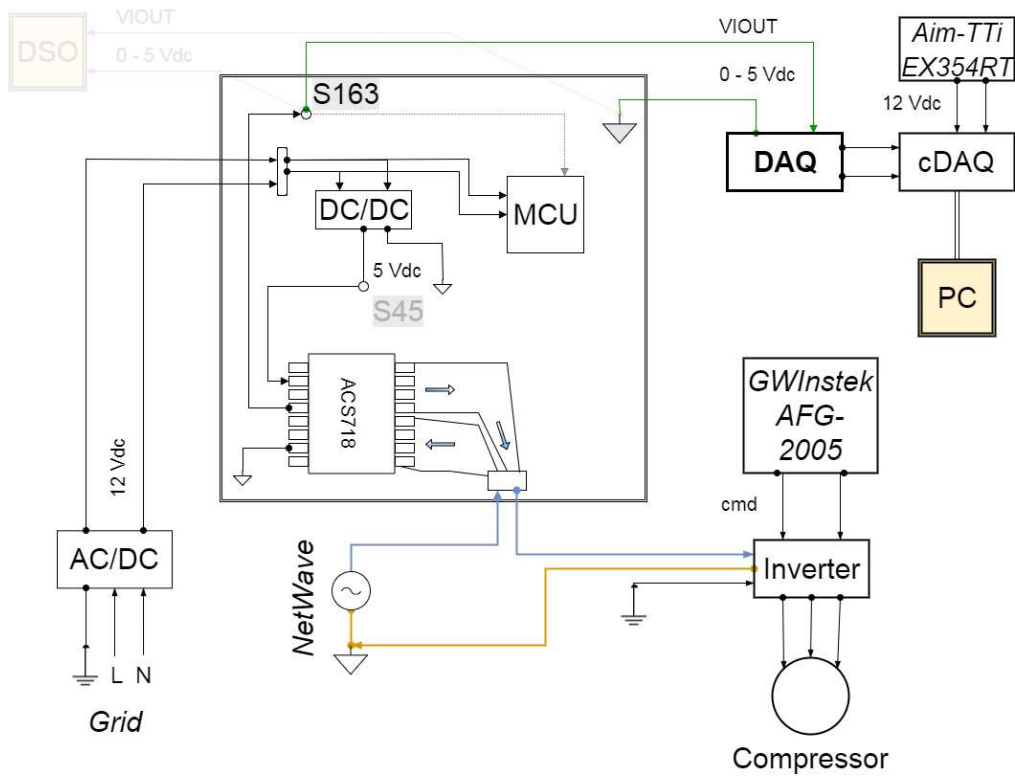 VIOUT
DSO
0 - 5 Vdc
VIOUT
Aim-TTi
EX354RT
S163
0 - 5 Vdc
12 Vdc
DAQ
cDAQ
DC/DC
MCU
5 Vdc
S45
PC
ACS718
GWInstek
AFG-
2005
12 Vdc
cmd
AC/DC
NetWave
Inverter
L N
Grid
Compressor